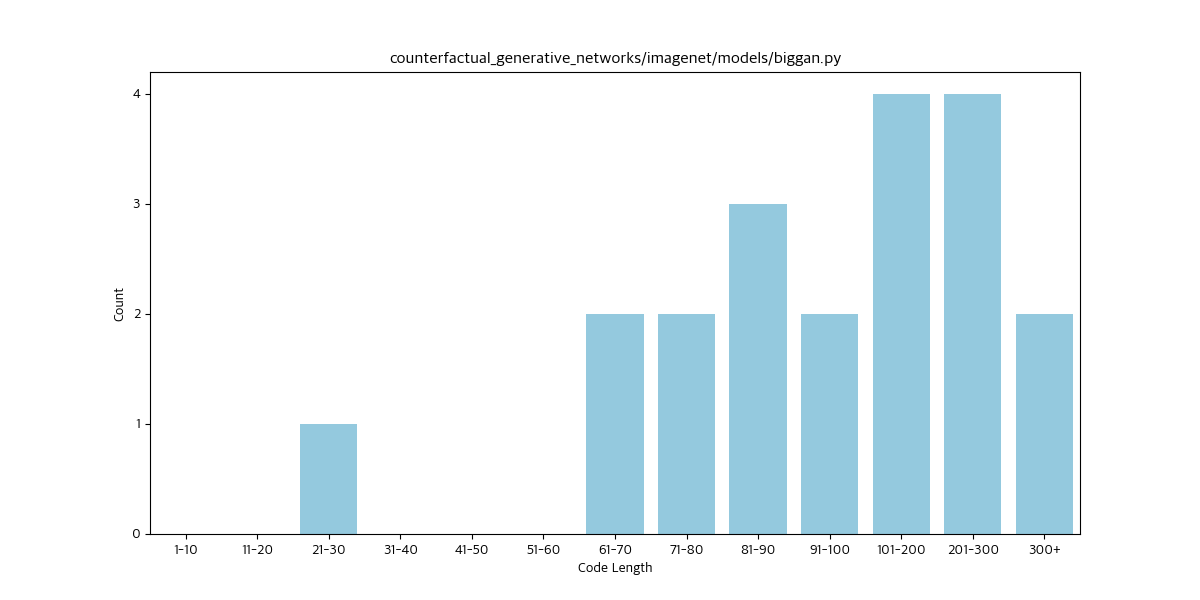 counterfactual_generative_networks/imagenet/models/biggan.py
4
3
2
1
0
Count
1-10 11-20 21-30 31-40 41-50 51-60 61-70 71-80 81-90 91-100 101-200 201-300 300+
Code Length